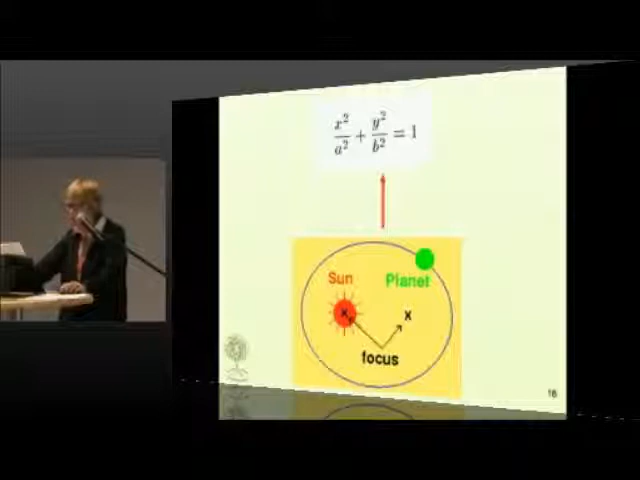 x²/a² + y²/b² = 1
Sun
Planet
x
x
focus
16